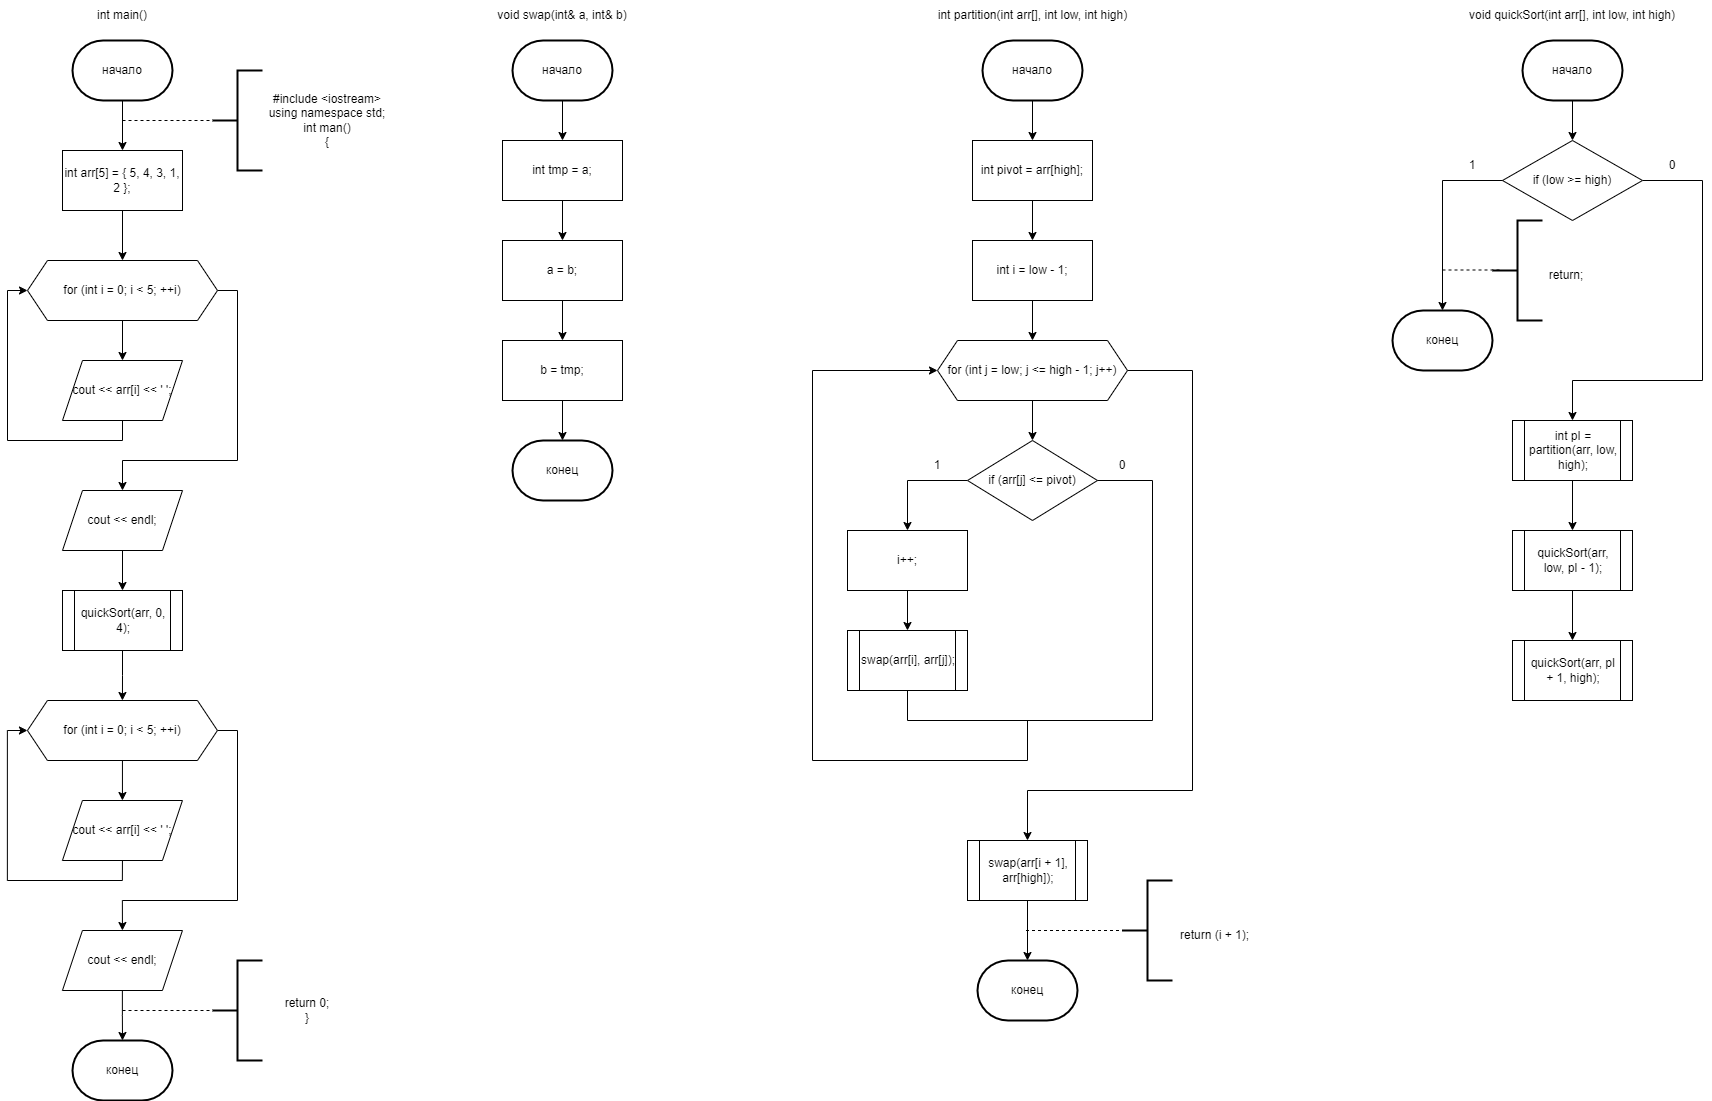 int main()
начало
#include <iostream>
using namespace std;
int man()
{
int arr[5] = { 5, 4, 3, 1,
2 };
for (int i = 0; i < 5; ++i)
cout << arr[i] << ' ';
cout << endl;
quickSort(arr, 0,
4);
for (int i = 0; i < 5; ++i)
cout << arr[i] << ' ';
cout << endl;
return 0;
}
конец
void swap(int& a, int& b)
начало
int tmp = a;
a = b;
b = tmp;
конец
int partition(int arr[], int low, int high)
начало
int pivot = arr[high];
int i = low - 1;
for (int j = low; j <= high - 1; j++)
1
0
if (arr[j] <= pivot)
i++;
swap(arr[i], arr[j]);
swap(arr[i + 1],
arr[high]);
return (i + 1);
конец
void quickSort(int arr[], int low, int high)
начало
1
0
if (low >= high)
return;
конец
int pI =
partition(arr, low,
high);
quickSort(arr,
low, pI - 1);
quickSort(arr, pI
+ 1, high);